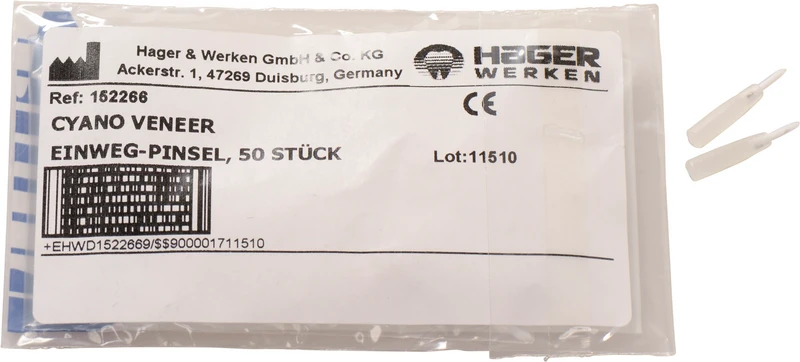 Hager & Werken GmbH & Co. KG
Ackerstr. 1, 47269 Duisburg, Germany
HAGER
WERKEN
Ref: 152266
CE
CYANO VENEER
EINWEG-PINSEL, 50 STÜCK
Lot:11510
+EHWD1522669/$$900001711510